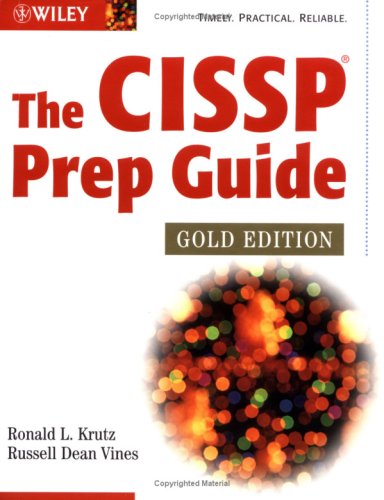 WILEY
Copyrighted Material
TIMELY. PRACTICAL. RELIABLE.
The CISSP®
Prep Guide
GOLD EDITION
Ronald L. Krutz
Russell Dean Vines
Copyrighted Material